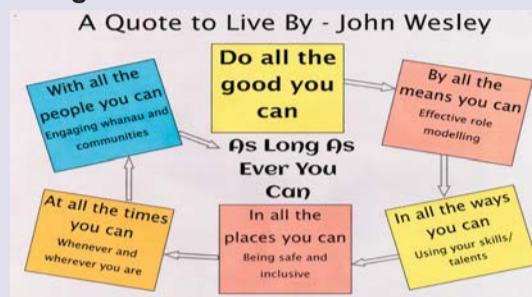 A Quote to Live By - John Wesley
Do all the
good you
can
By all the
means you can
Effective role
modelling
In all the ways
you can
Using your skills/
talents
In all the
places you can
Being safe and
inclusive
At all the times
you can
Whenever and
wherever you are
With all the
people you can
Engaging whanau and
communities
As Long As
Ever You
Can